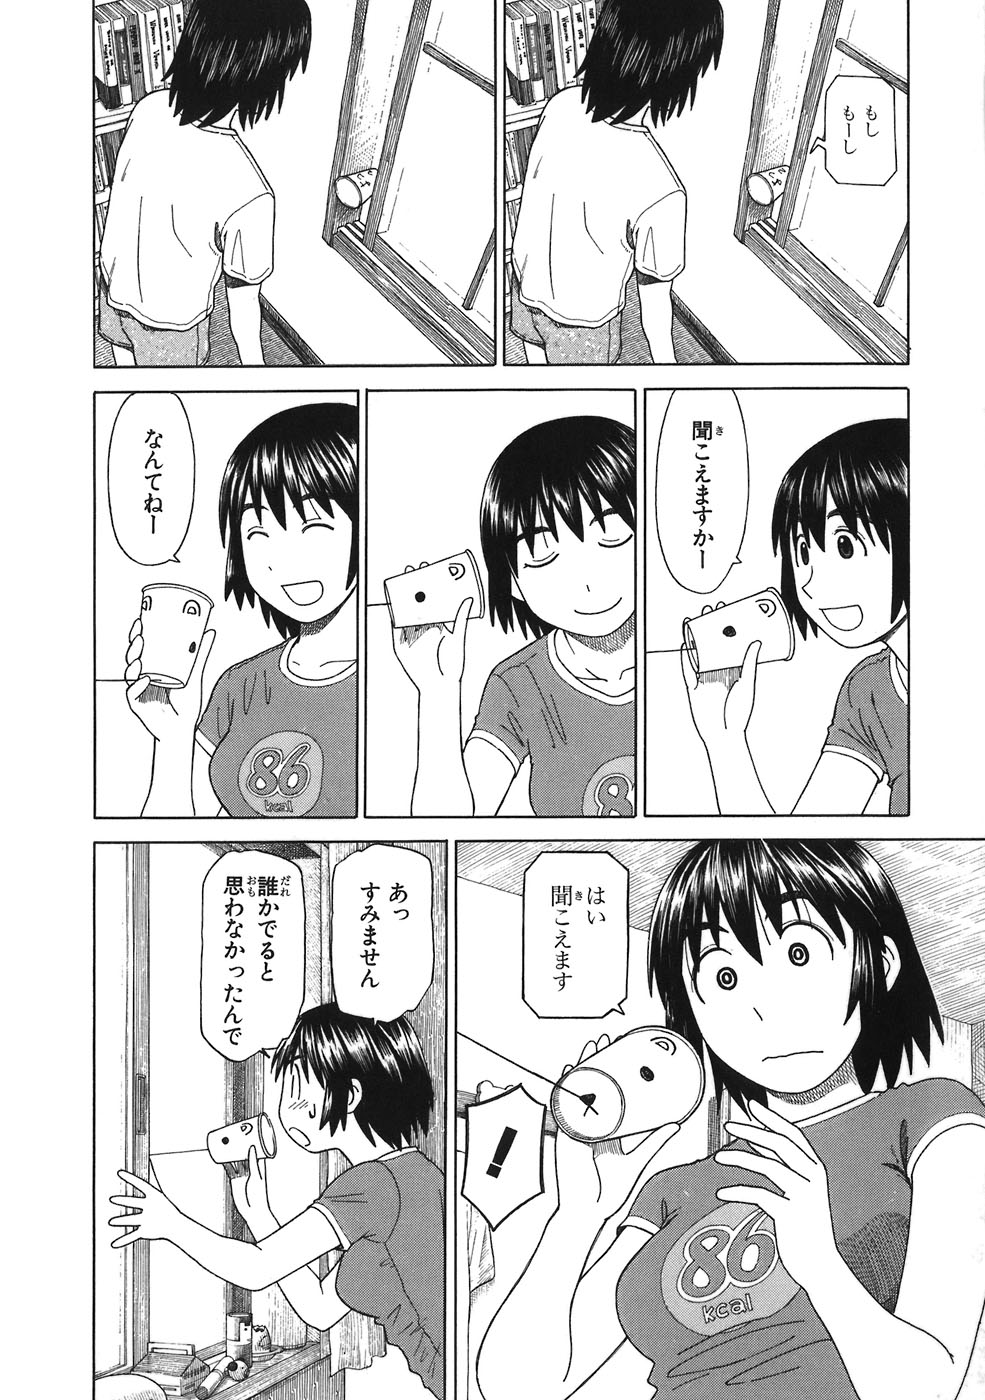 もし
もーし
聞こえますかー
なんてねー
86
kcal
8
はい
聞こえます
！
86
kcal
あっ
すみません
誰かでると
思わなかったんで